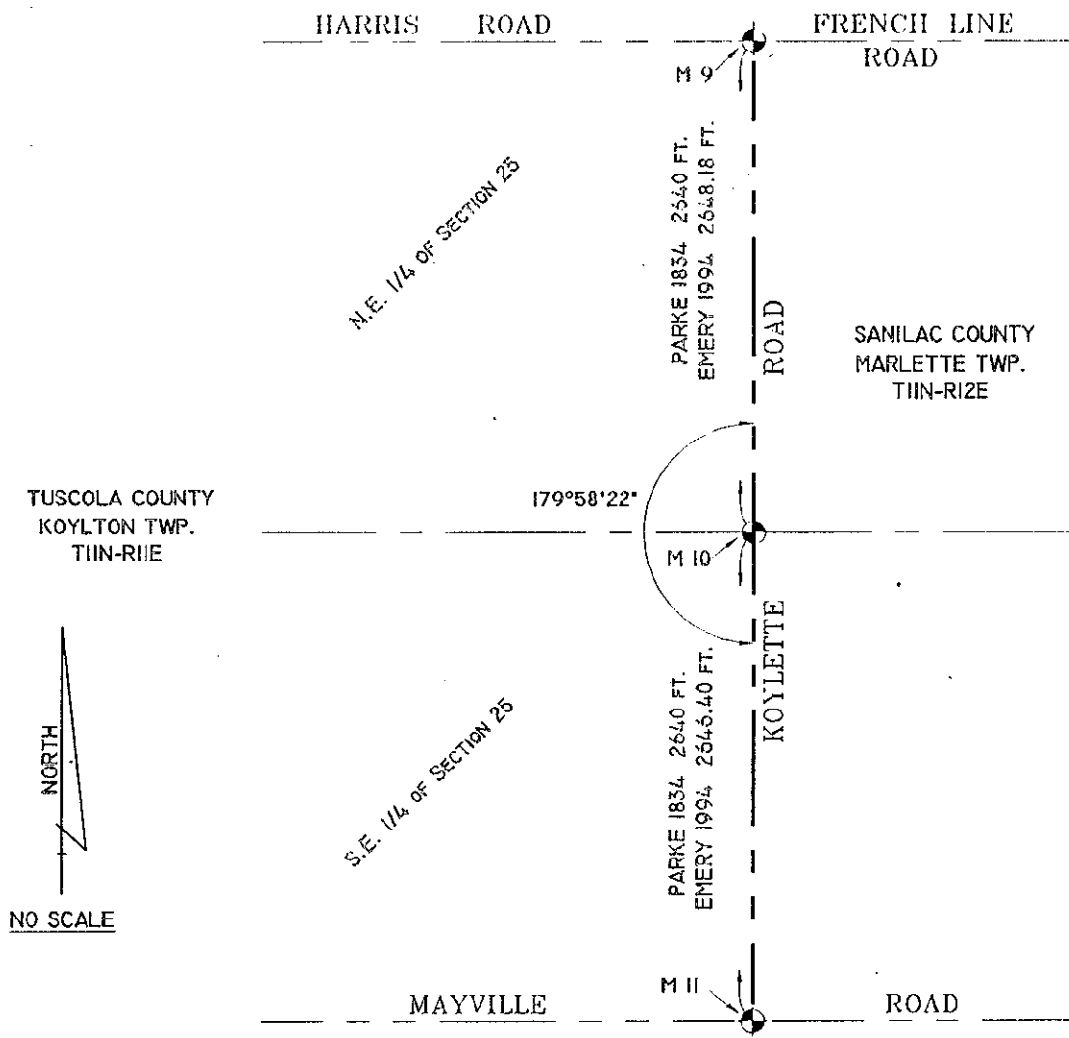 HARRIS ROAD
FRENCH LINE
ROAD
M 9
PARKE 1834 2640 FT.
EMERY 1994 2648.18 FT.
N.E. 1/4 OF SECTION 25
ROAD
SANILAC COUNTY
MARLETTE TWP.
T11N-R12E
TUSCOLA COUNTY
KOYLTON TWP.
T11N-R11E
179°58'22"
M 10
KOYLETTE
PARKE 1834 2640 FT.
EMERY 1994 2646.40 FT.
S.E. 1/4 OF SECTION 25
NORTH
NO SCALE
M 11
MAYVILLE ROAD